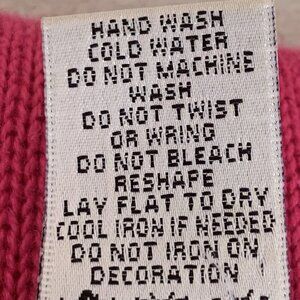 HAND WASH
COLD WATER
DO NOT MACHINE
WASH
DO NOT TWIST
OR WRING
DO NOT BLEACH
RESHAPE
LAY FLAT TO DRY
COOL IRON IF NEEDED
DO NOT IRON ON
DECORATION